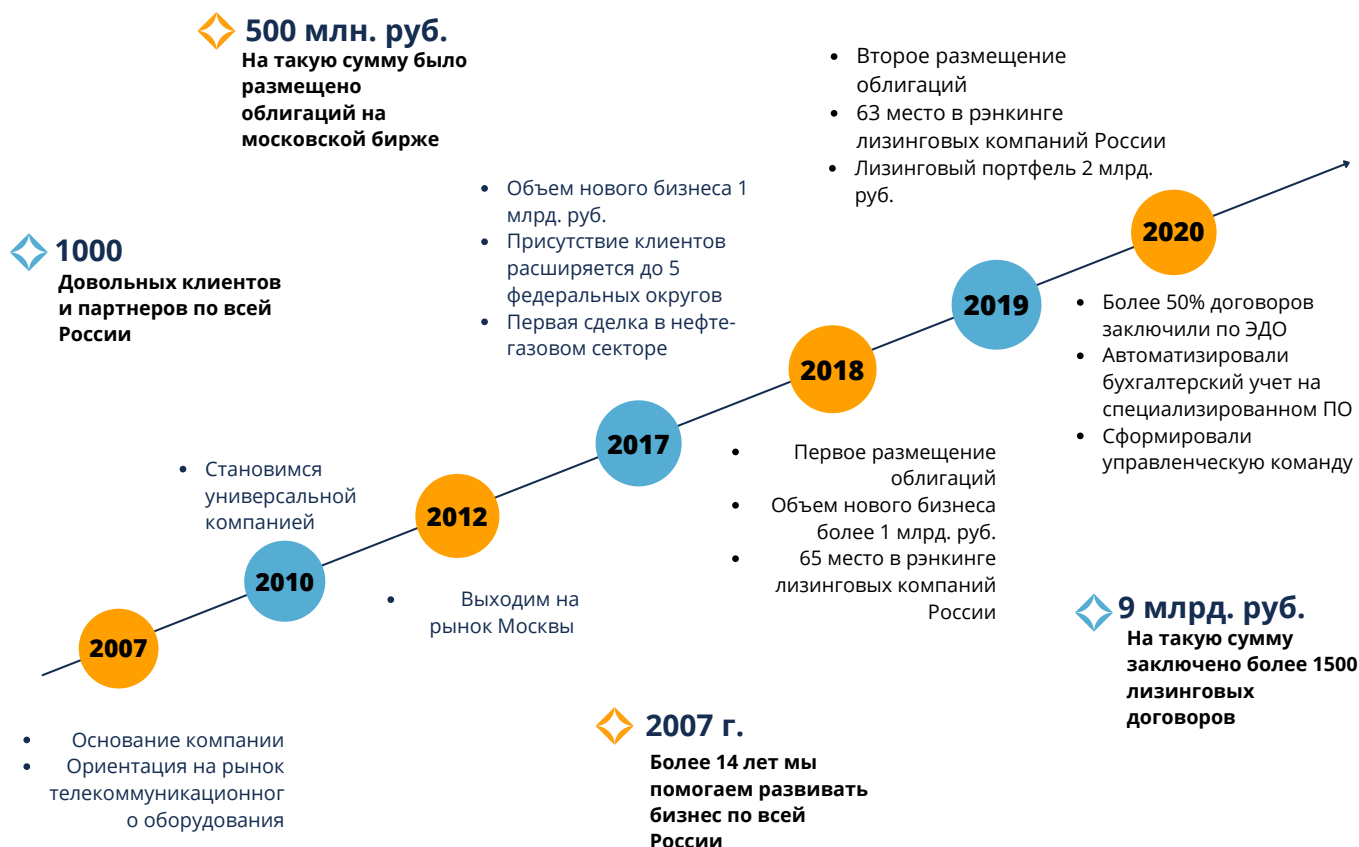 500 млн. руб.
На такую сумму было
размещено
облигаций на
московской бирже
Второе размещение
облигаций
63 место в рэнкинге
лизинговых компаний России
Лизинговый портфель 2 млрд.
руб.
Объем нового бизнеса 1
млрд. руб.
Присутствие клиентов
расширяется до 5
федеральных округов
Первая сделка в нефте-
газовом секторе
1000
Довольных клиентов
и партнеров по всей
России
2020
2019
Более 50% договоров
заключили по ЭДО
Автоматизировали
бухгалтерский учет на
специализированном ПО
Сформировали
управленческую команду
2018
2017
Первое размещение
облигаций
Объем нового бизнеса
более 1 млрд. руб.
65 место в рэнкинге
лизинговых компаний
России
Становимся
универсальной
компанией
2012
2010
Выходим на
рынок Москвы
2007
9 млрд. руб.
На такую сумму
заключено более 1500
лизинговых
договоров
Основание компании
Ориентация на рынок
телекоммуникационног
о оборудования
2007 г.
Более 14 лет мы
помогаем развивать
бизнес по всей
России